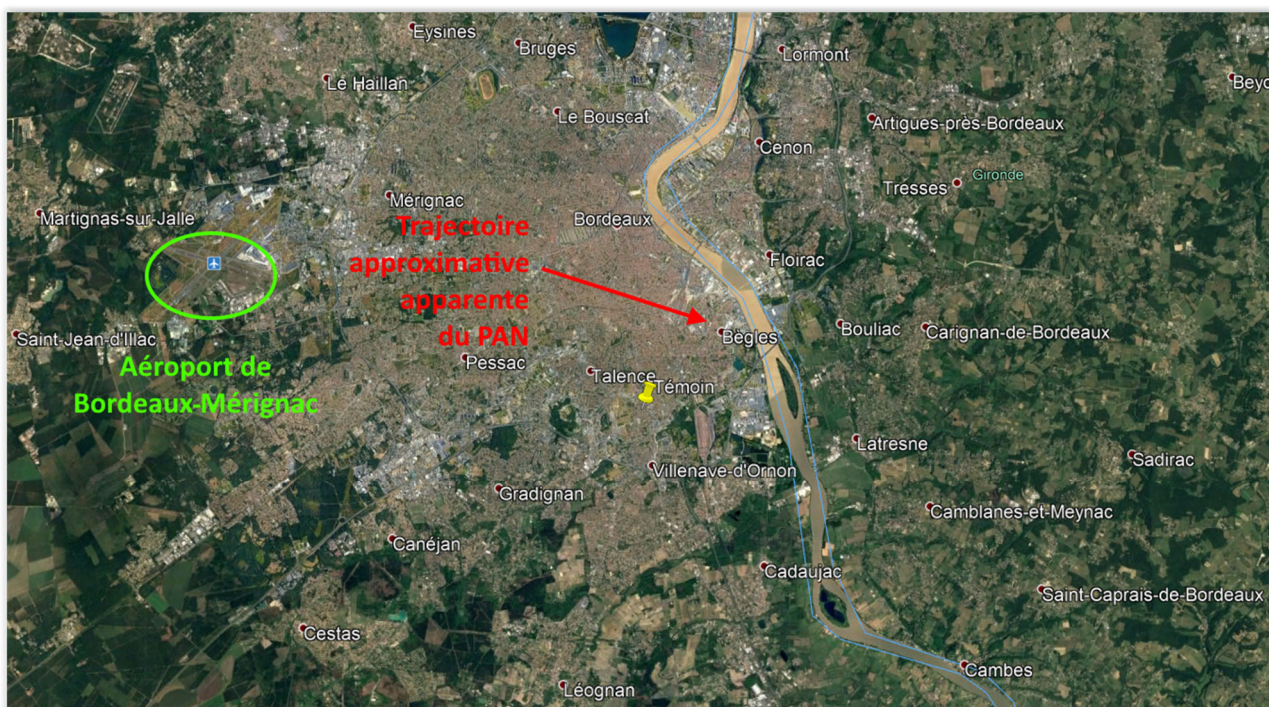 Eysines
Bruges
Lormont
Le Haillan
Beyc
Le Bouscat
Artigues-près-Bordeaux
Cenon
Gironde
Tresses
Mérignac
Martignas-sur-Jalle
Bordeaux
Trajectoire
approximative
apparente
du PAN
Floirac
Saint-Jean-d'Illac
Bègles
Bouliac
Carignan-de-Bordeaux
Aéroport de
Bordeaux-Mérignac
Pessac
Talence
Témoin
Latresne
Sadirac
Villenave-d'Ornon
Gradignan
Camblanes-et-Meynac
Canéjan
Cadaujac
Saint-Caprais-de-Bordeaux
Cestas
Cambes
Léognan